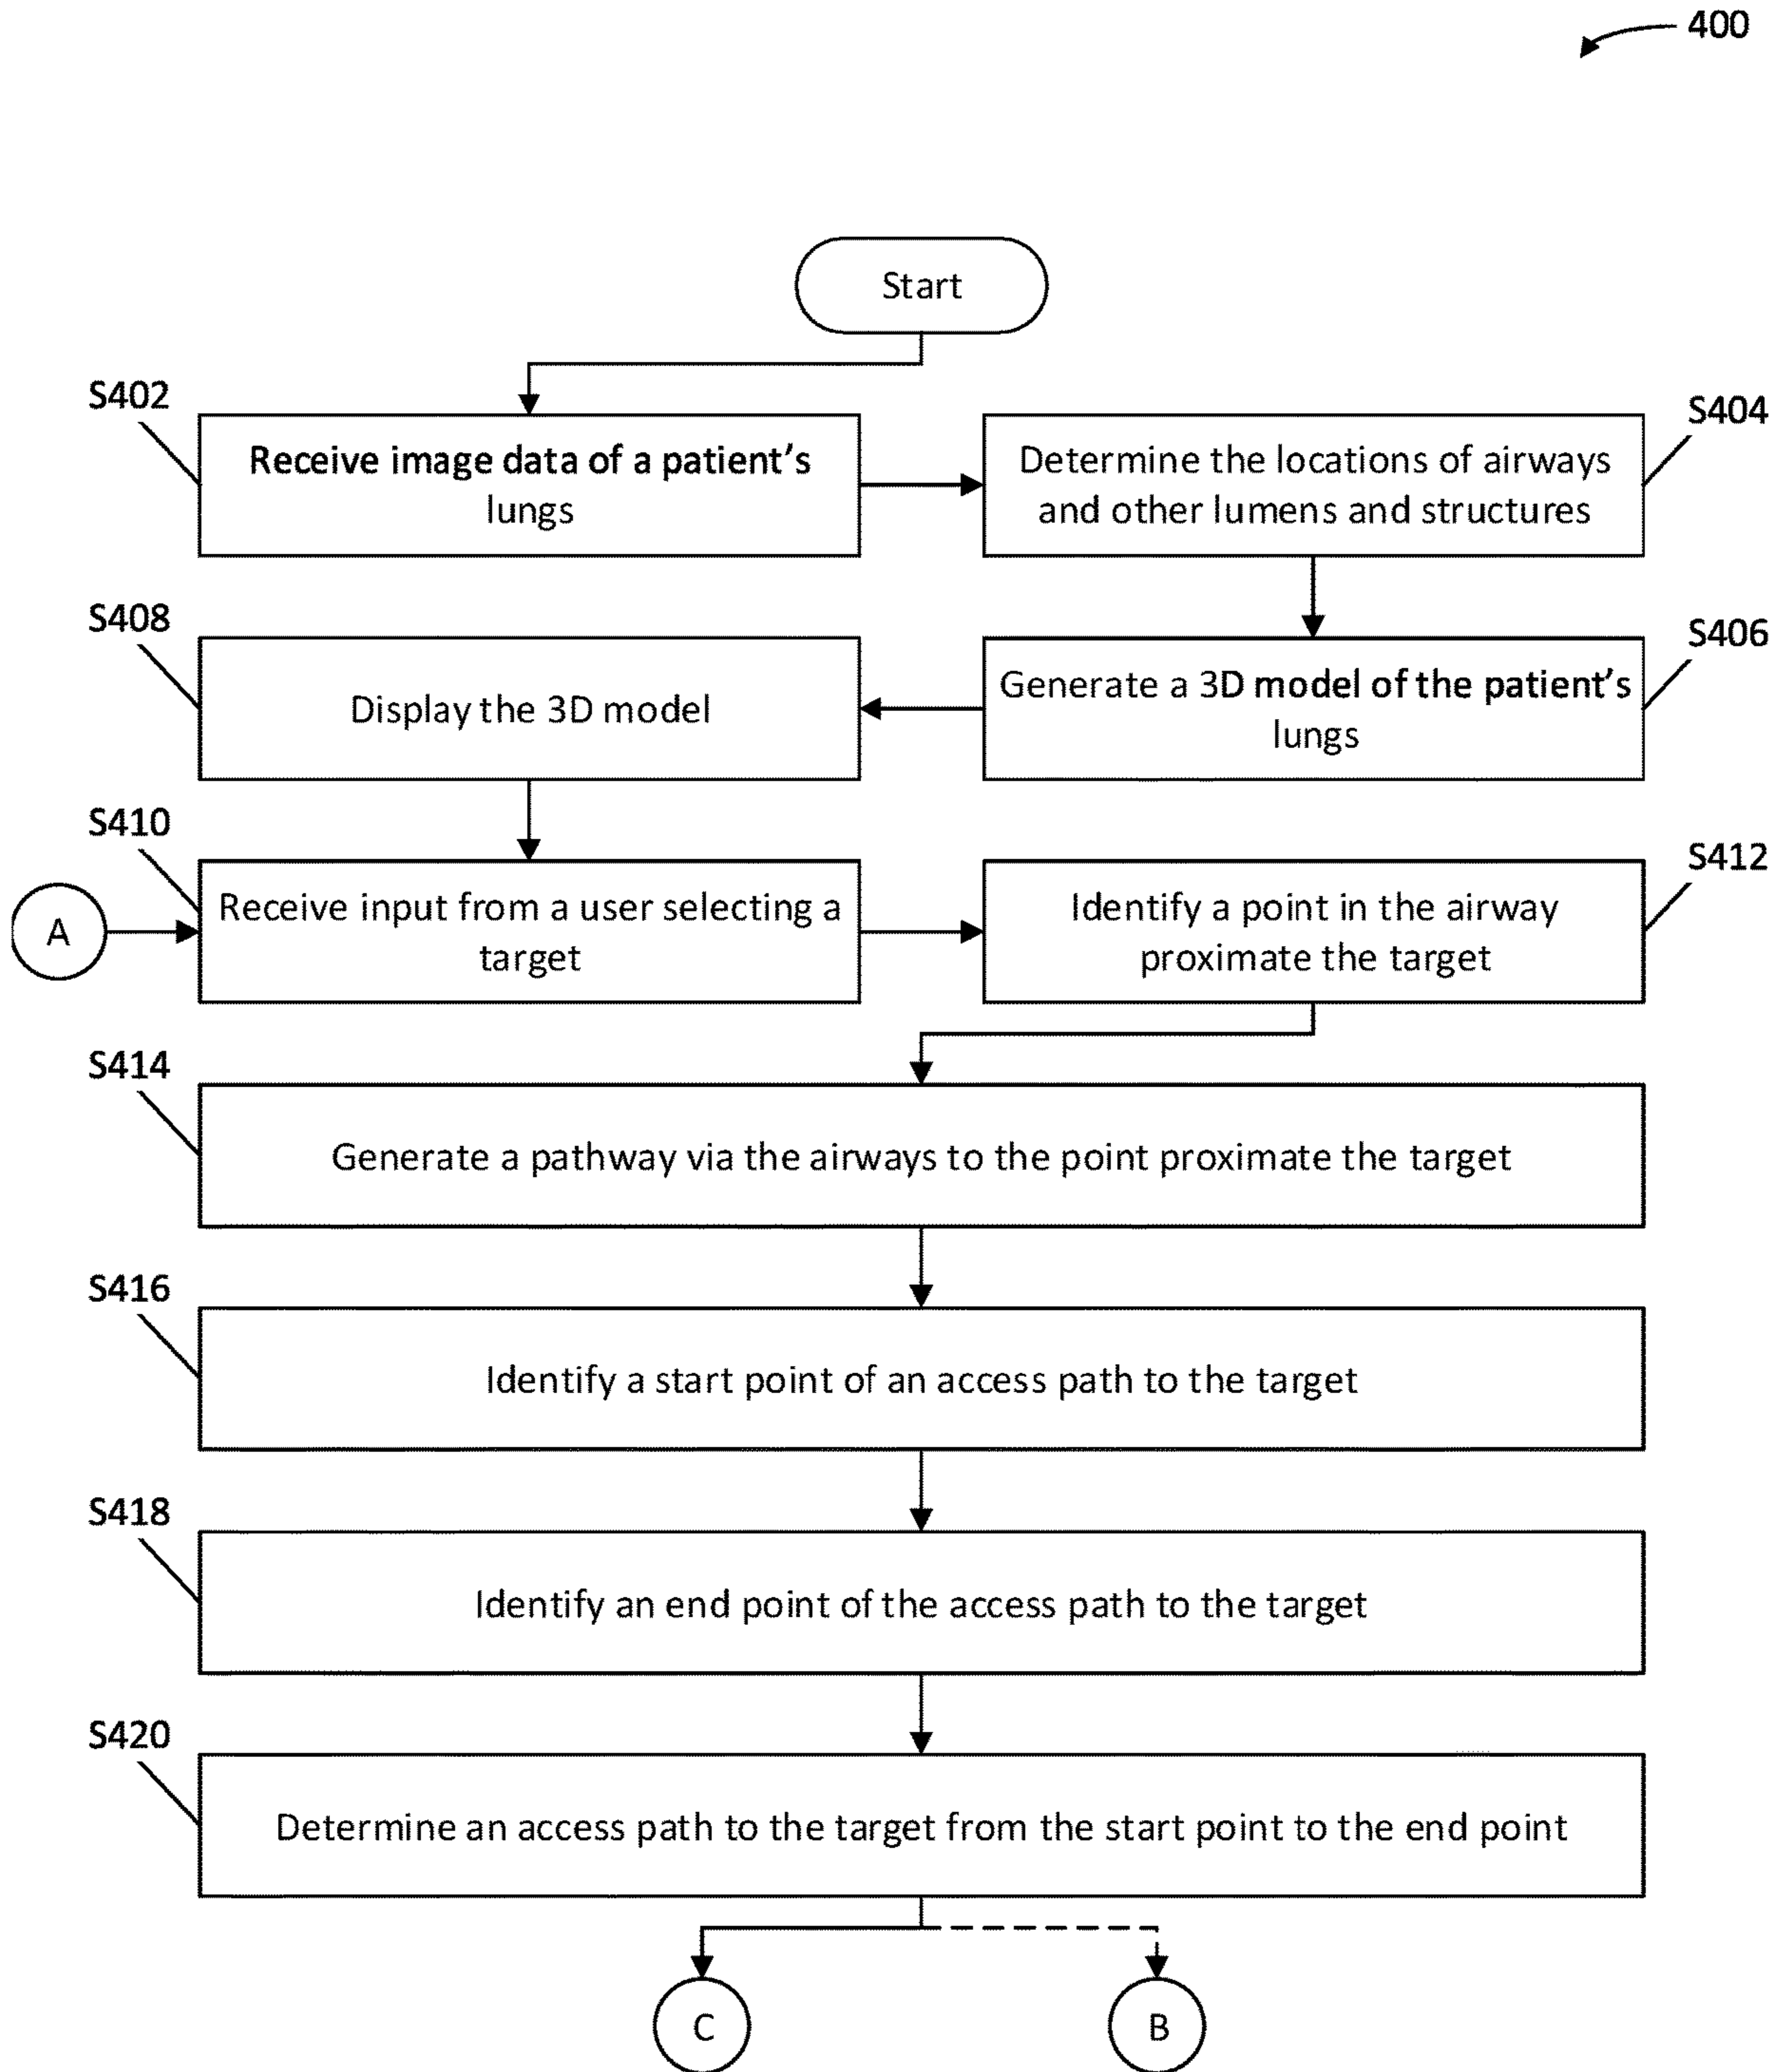 400
Start
S402
Receive image data of a patient’s
lungs
S404
Determine the locations of airways
and other lumens and structures
S408
Display the 3D model
S406
Generate a 3D model of the patient’s
lungs
S410
A
Receive input from a user selecting a
target
S412
Identify a point in the airway
proximate the target
S414
Generate a pathway via the airways to the point proximate the target
S416
Identify a start point of an access path to the target
S418
Identify an end point of the access path to the target
S420
Determine an access path to the target from the start point to the end point
C
B